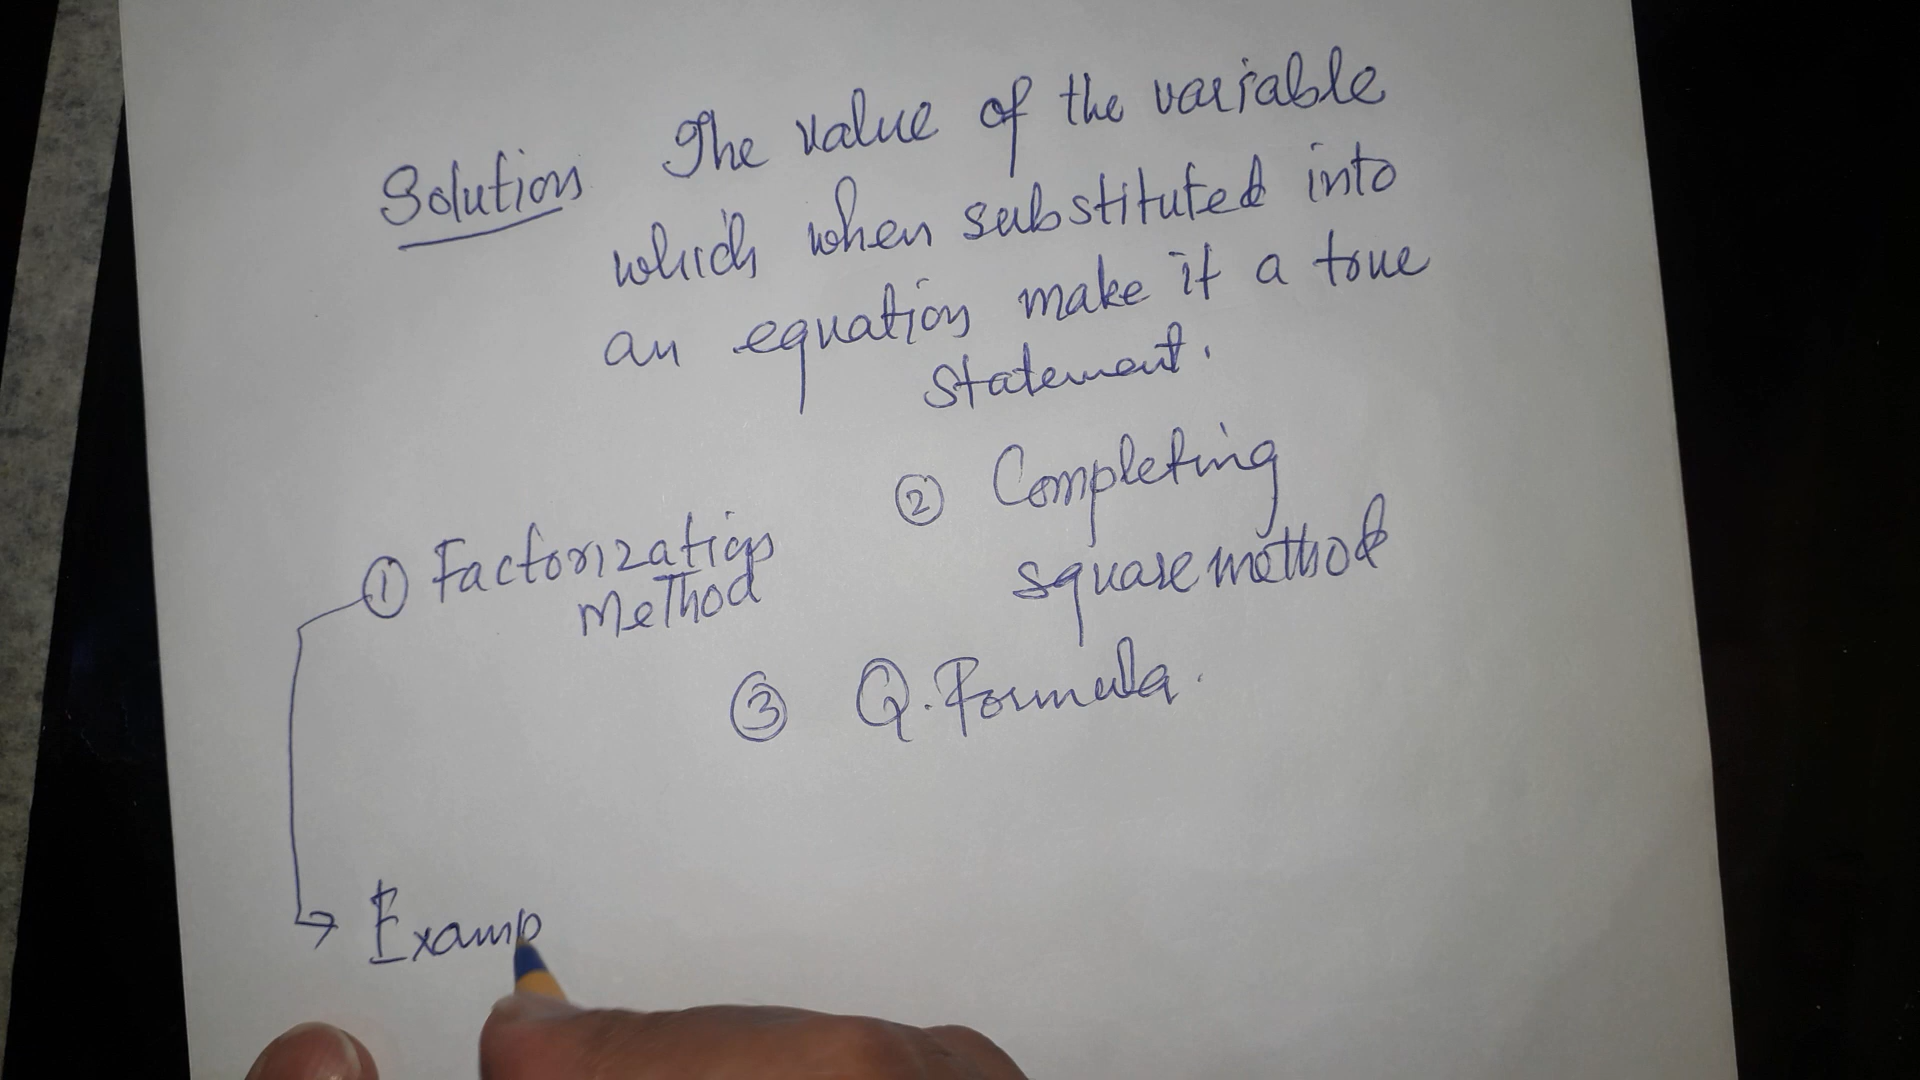 Solution The value of the variable
which when substituted into
an equation make it a true
statement.
① Factorization
Method
② Completing
square method
③ Q. Formula.
Examp